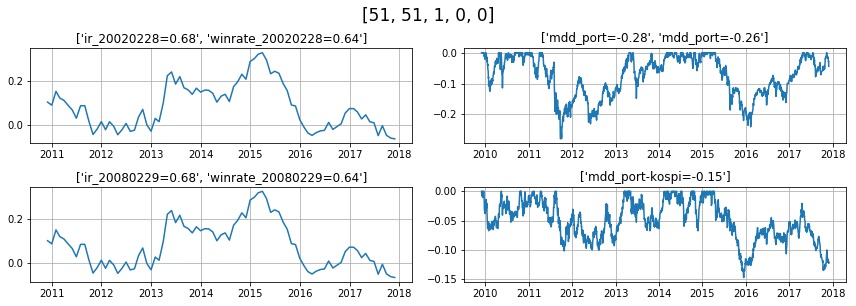 [51, 51, 1, 0, 0]
['ir_20020228=0.68', 'winrate_20020228=0.64']
0.2
0.0
2011 2012 2013 2014 2015 2016 2017 2018
['mdd_port=-0.28', 'mdd_port=-0.26']
0.0
−0.1
−0.2
2010 2011 2012 2013 2014 2015 2016 2017 2018
['ir_20080229=0.68', 'winrate_20080229=0.64']
0.2
0.0
2011 2012 2013 2014 2015 2016 2017 2018
['mdd_port-kospi=-0.15']
0.00
−0.05
−0.10
−0.15
2010 2011 2012 2013 2014 2015 2016 2017 2018